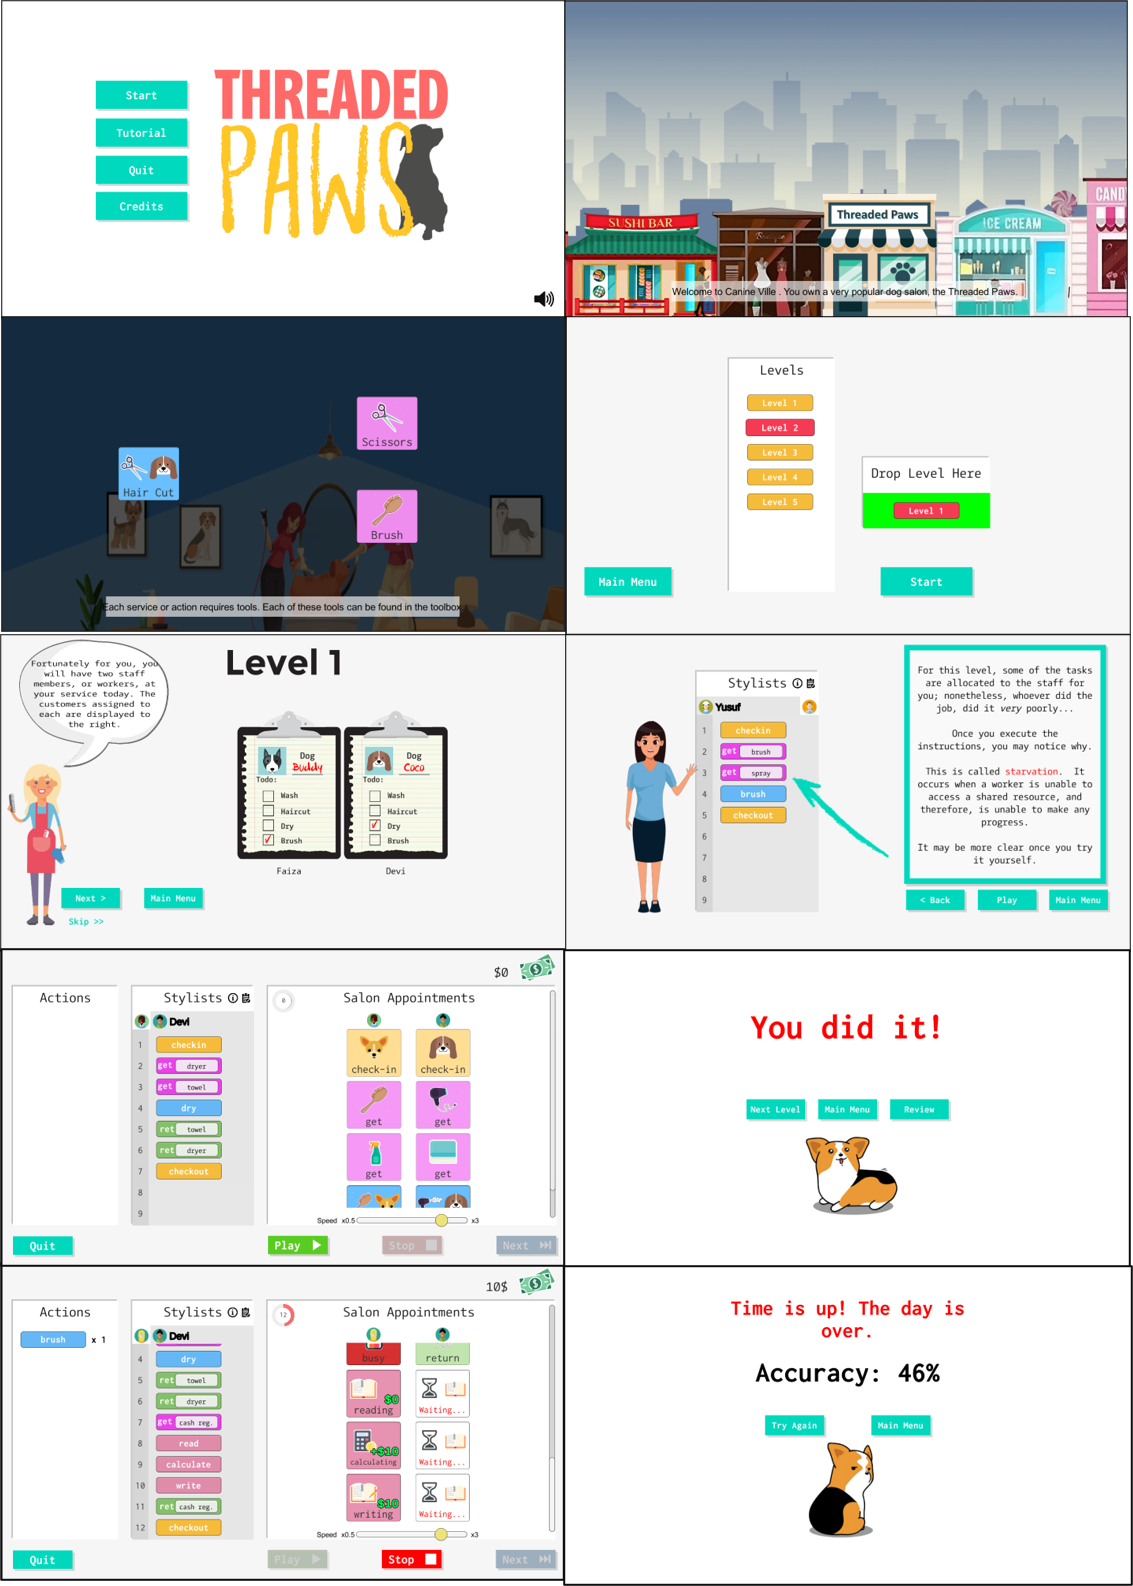 THREADED
PAWS
Start
Tutorial
Quit
Credits
SUSHI BAR
Threaded Paws
ICE CREAM
CAND
Welcome to Canine Ville . You own a very popular dog salon, the Threaded Paws.
Scissors
Hair Cut
Brush
Each service or action requires tools. Each of these tools can be found in the toolbox.
Levels
Level 1
Level 2
Level 3
Level 4
Level 5
Drop Level Here
Level 1
Main Menu
Start
Fortunately for you, you
will have two staff
members, or workers, at
your service today. The
customers assigned to
each are displayed to
the right.
Level 1
Dog
Buddy
Todo:
Wash
Haircut
Dry
Brush
Faiza
Dog
Coco
Todo:
Wash
Haircut
Dry
Brush
Devi
Next >
Main Menu
Skip >>
Stylists
Yusuf
1 checkin
2 get brush
3 get spray
4 brush
5 checkout
6
7
8
9
For this level, some of the tasks
are allocated to the staff for
you; nonetheless, whoever did the
job, did it very poorly...
Once you execute the
instructions, you may notice why.
This is called starvation. It
occurs when a worker is unable to
access a shared resource, and
therefore, is unable to make any
progress.
It may be more clear once you try
it yourself.
< Back
Play
Main Menu
$0
Actions
Stylists
Devi
1 checkin
2 get dryer
3 get towel
4 dry
5 ret towel
6 ret dryer
7 checkout
8
9
0
Salon Appointments
check-in check-in
get get
get get
Speed x0.5 x3
Quit
Play
Stop
Next
You did it!
Next Level
Main Menu
Review
10$
Actions
brush x 1
Stylists
Devi
4 dry
5 ret towel
6 ret dryer
7 get cash reg.
8 read
9 calculate
10 write
11 ret cash reg.
12 checkout
12
Salon Appointments
busy return
$0
reading Waiting...
+$10
calculating Waiting...
$10
writing Waiting...
Speed x0.5 x3
Quit
Play
Stop
Next
Time is up! The day is
over.
Accuracy: 46%
Try Again
Main Menu